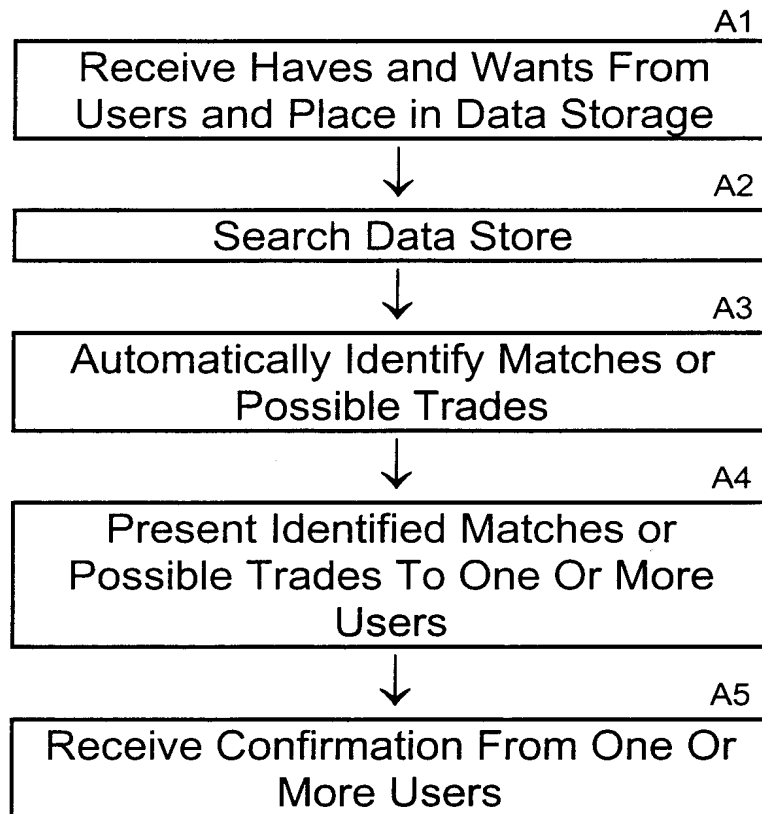 A1
Receive Haves and Wants From
Users and Place in Data Storage
A2
Search Data Store
A3
Automatically Identify Matches or
Possible Trades
A4
Present Identified Matches or
Possible Trades To One Or More
Users
A5
Receive Confirmation From One Or
More Users